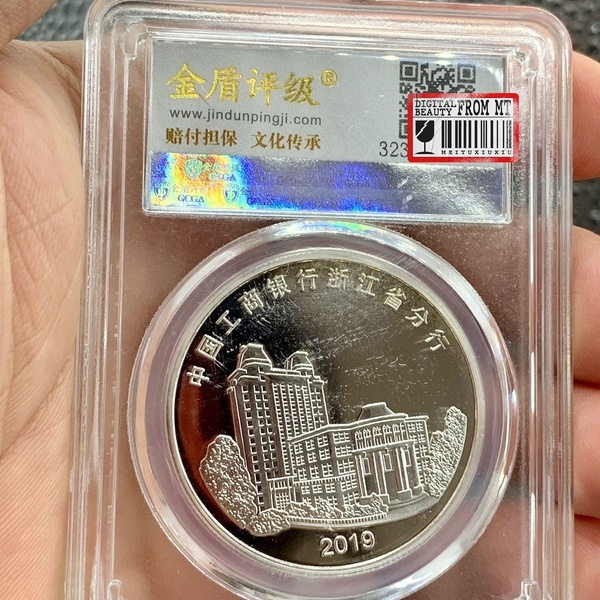 金盾评级®
www.jindunpingji.com
赔付担保 文化传承
323
DIGITAL BEAUTY
FROM MT
MEITUXIUXIU
GCGA
中国工商银行浙江省分行
2019